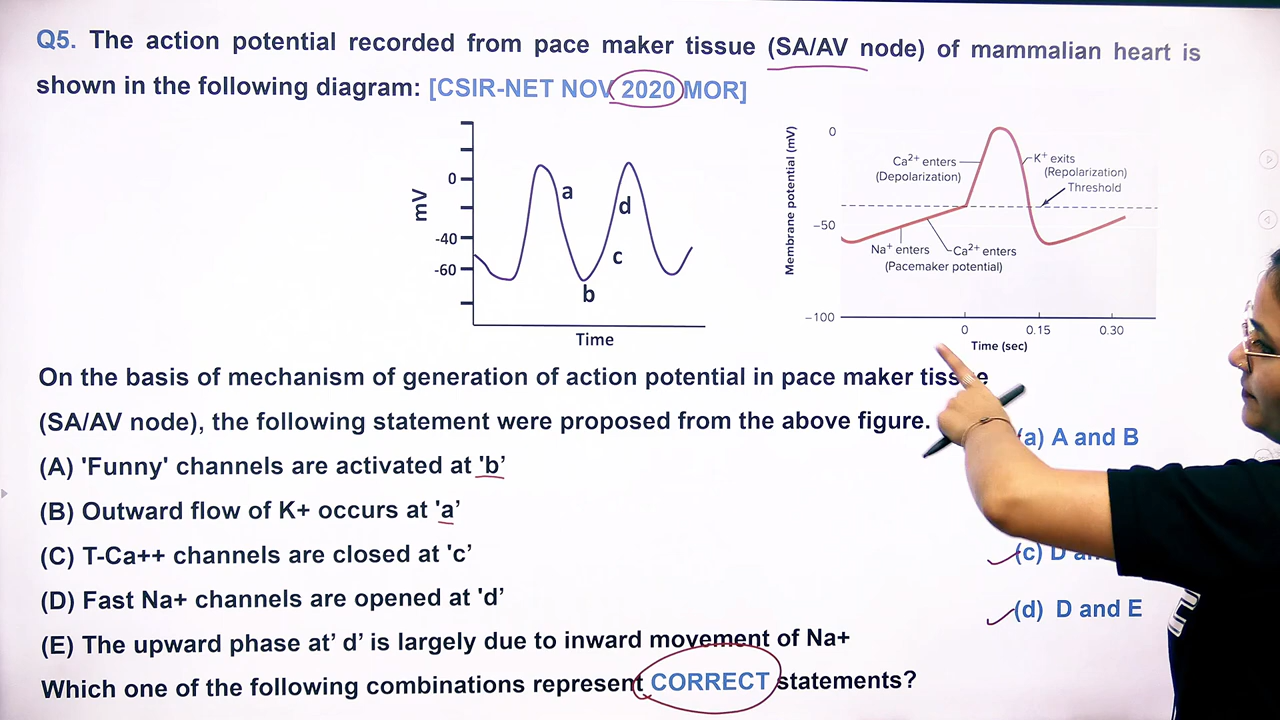 Q5. The action potential recorded from pace maker tissue (SA/AV node) of mammalian heart is
shown in the following diagram: [CSIR-NET NOV 2020 MOR]
mV
0
-40
-60
a
b
c
d
Time
Membrane potential (mV)
0
−50
−100
Ca²⁺ enters
(Depolarization)
K⁺ exits
(Repolarization)
Threshold
Na⁺ enters
Ca²⁺ enters
(Pacemaker potential)
0 0.15 0.30
Time (sec)
On the basis of mechanism of generation of action potential in pace maker tissue
(SA/AV node), the following statement were proposed from the above figure.
(A) 'Funny' channels are activated at 'b’
(B) Outward flow of K+ occurs at 'a’
(C) T-Ca++ channels are closed at 'c’
(D) Fast Na+ channels are opened at 'd’
(E) The upward phase at’ d’ is largely due to inward movement of Na+
Which one of the following combinations represent CORRECT statements?
(a) A and B
(c) D
(d) D and E